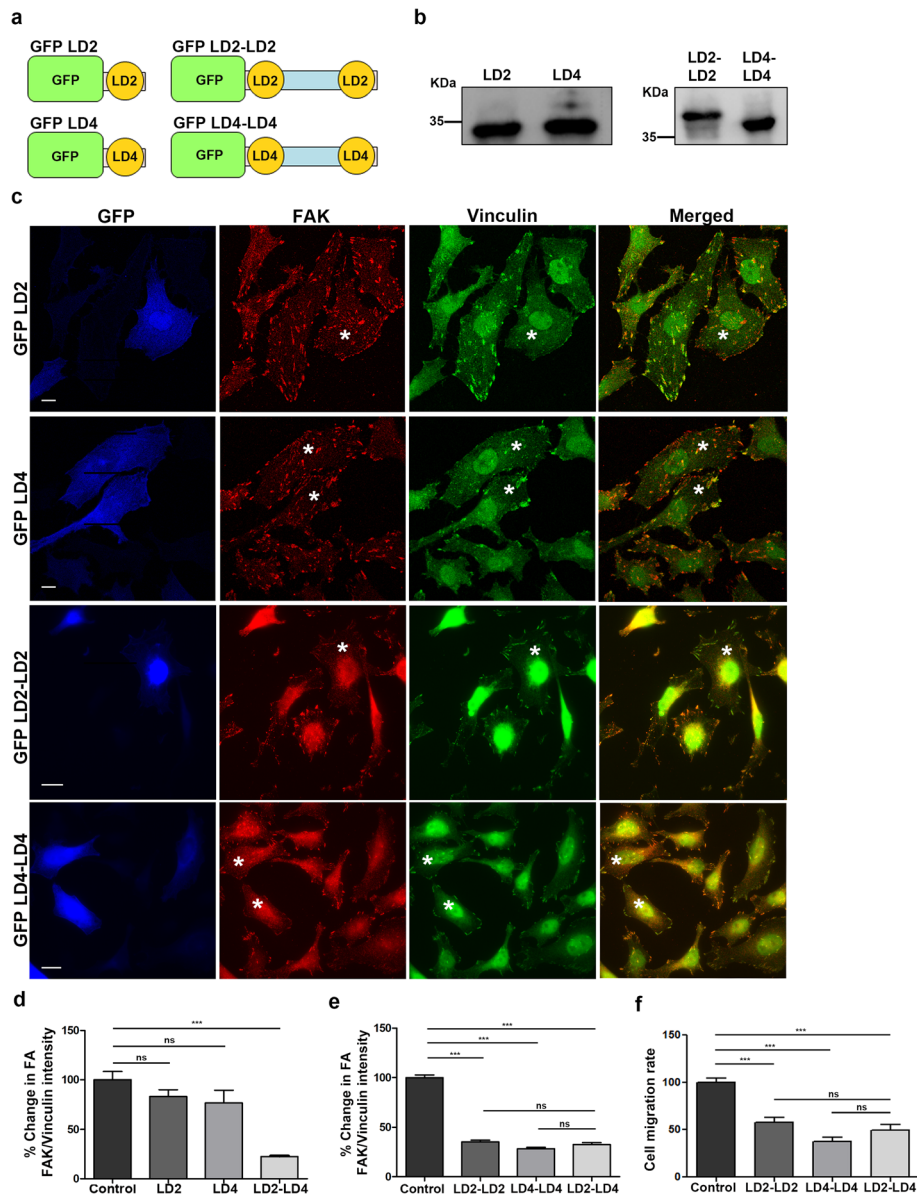 a
GFP LD2
GFP
LD2
GFP LD2-LD2
GFP
LD2
LD2
GFP LD4
GFP
LD4
GFP LD4-LD4
GFP
LD4
LD4
b
KDa
LD2
LD4
35
KDa
LD2-
LD2
LD4-
LD4
35
c
GFP
FAK
Vinculin
Merged
GFP LD2
*
*
*
GFP LD4
*
*
*
*
*
*
GFP LD2-LD2
*
*
*
GFP LD4-LD4
*
*
*
*
*
*
d
% Change in FA
FAK/Vinculin intensity
150
100
50
0
***
ns
ns
Control
LD2
LD4
LD2-LD4
e
% Change in FA
FAK/Vinculin intensity
150
100
50
0
***
***
***
ns
ns
Control
LD2-LD2
LD4-LD4
LD2-LD4
f
Cell migration rate
150
100
50
0
***
***
***
ns
ns
Control
LD2-LD2
LD4-LD4
LD2-LD4